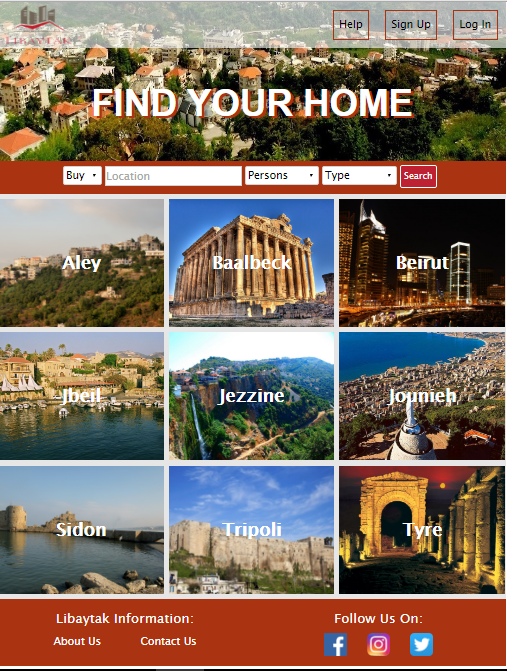 LIBAYTAK
Help Sign Up Log In
FIND YOUR HOME
Buy Location Persons Type Search
Aley Baalbeck Beirut
Jbeil Jezzine Jounieh
Sidon Tripoli Tyre
Libaytak Information: Follow Us On:
About Us Contact Us